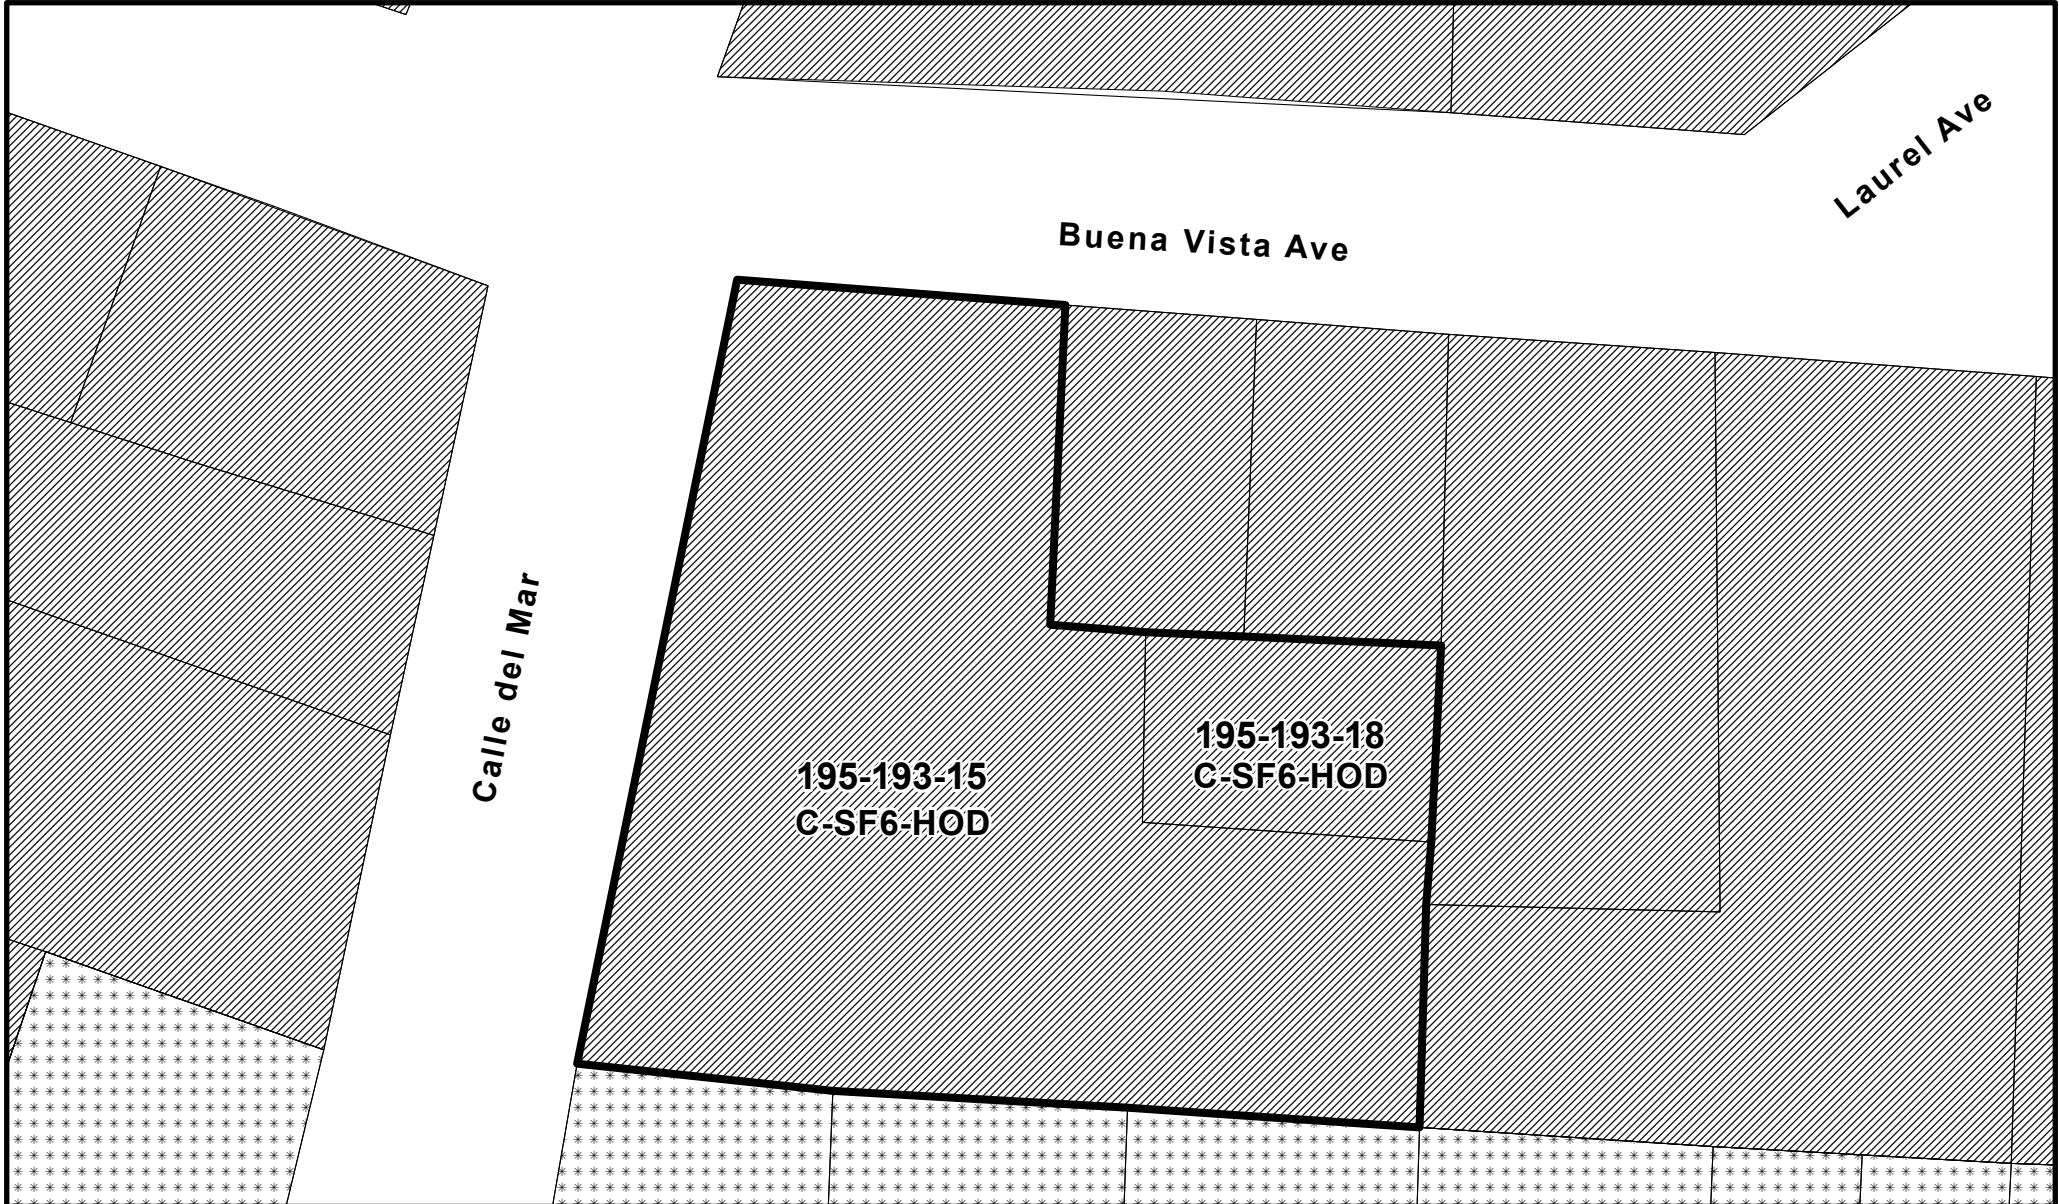 Laurel Ave
Buena Vista Ave
Calle del Mar
195-193-18
C-SF6-HOD
195-193-15
C-SF6-HOD